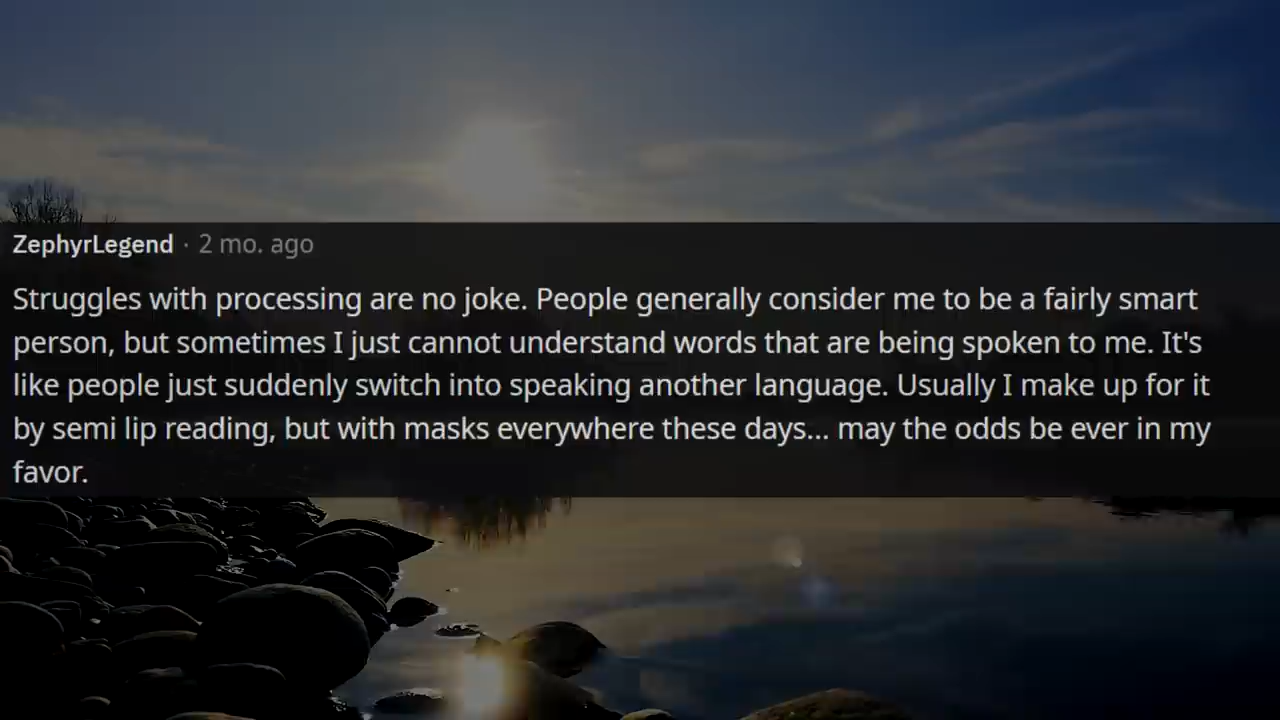 ZephyrLegend · 2 mo. ago
Struggles with processing are no joke. People generally consider me to be a fairly smart
person, but sometimes I just cannot understand words that are being spoken to me. It's
like people just suddenly switch into speaking another language. Usually I make up for it
by semi lip reading, but with masks everywhere these days... may the odds be ever in my
favor.